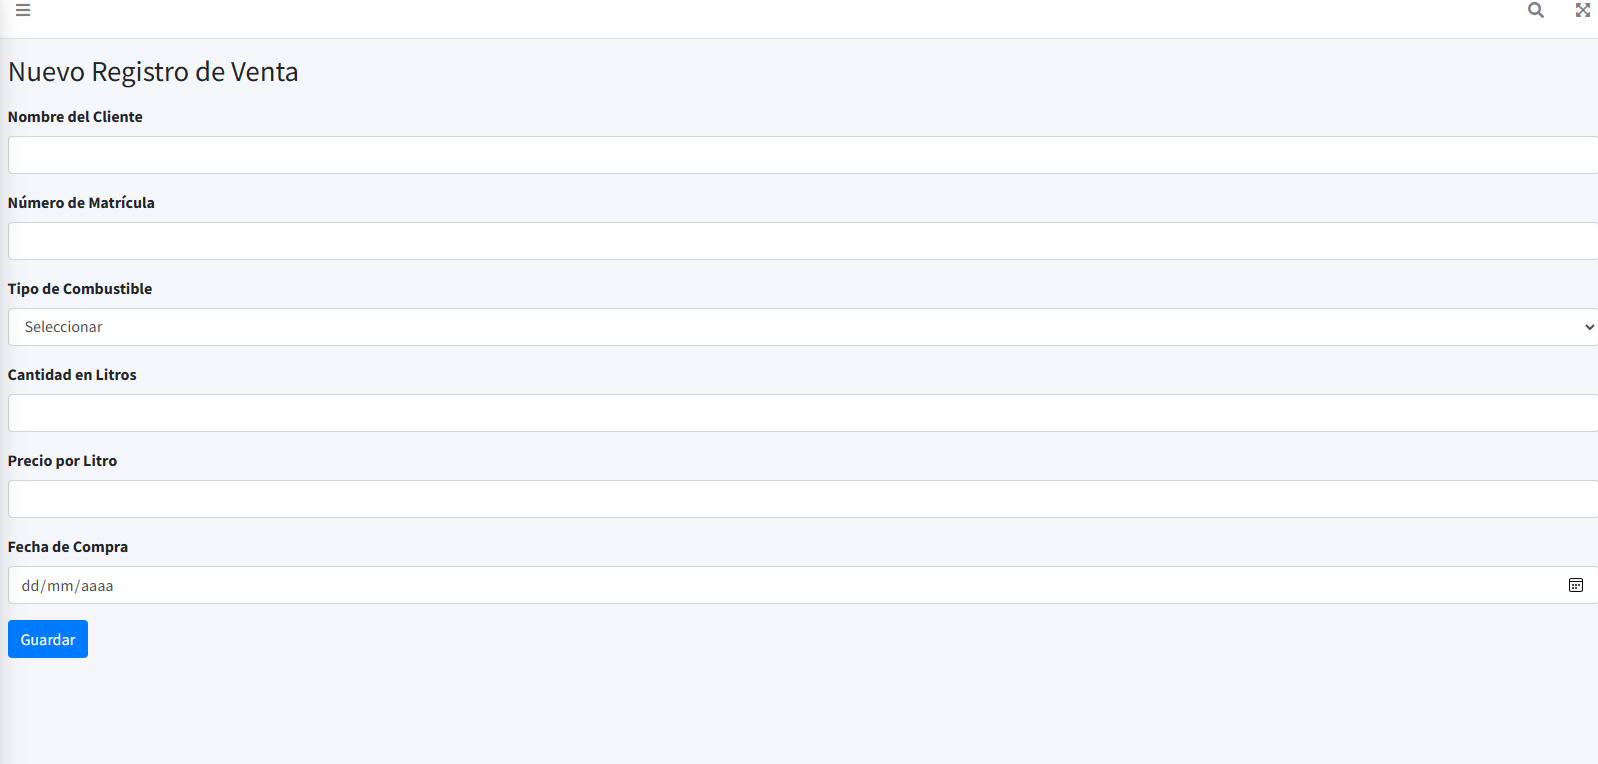 Nuevo Registro de Venta
Nombre del Cliente
Número de Matrícula
Tipo de Combustible
Seleccionar
Cantidad en Litros
Precio por Litro
Fecha de Compra
dd/mm/aaaa
Guardar